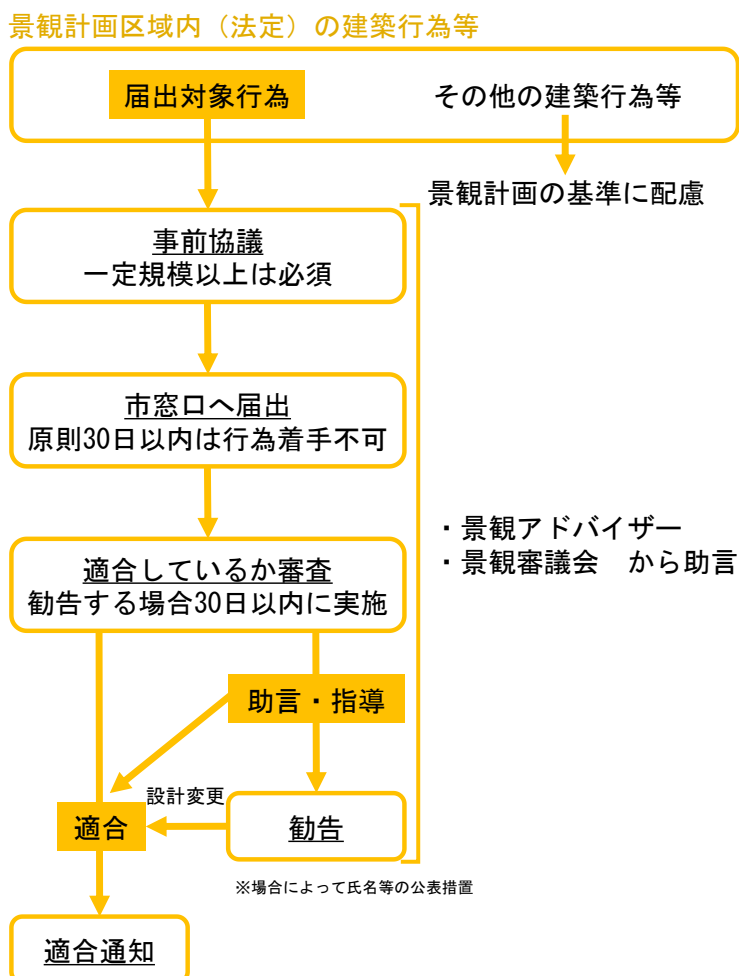 景観計画区域内（法定）の建築行為等
届出対象行為
その他の建築行為等
景観計画の基準に配慮
事前協議
一定規模以上は必須
市窓口へ届出
原則30日以内は行為着手不可
・景観アドバイザー
・景観審議会　から助言
適合しているか審査
勧告する場合30日以内に実施
助言・指導
設計変更
適合
勧告
※場合によって氏名等の公表措置
適合通知